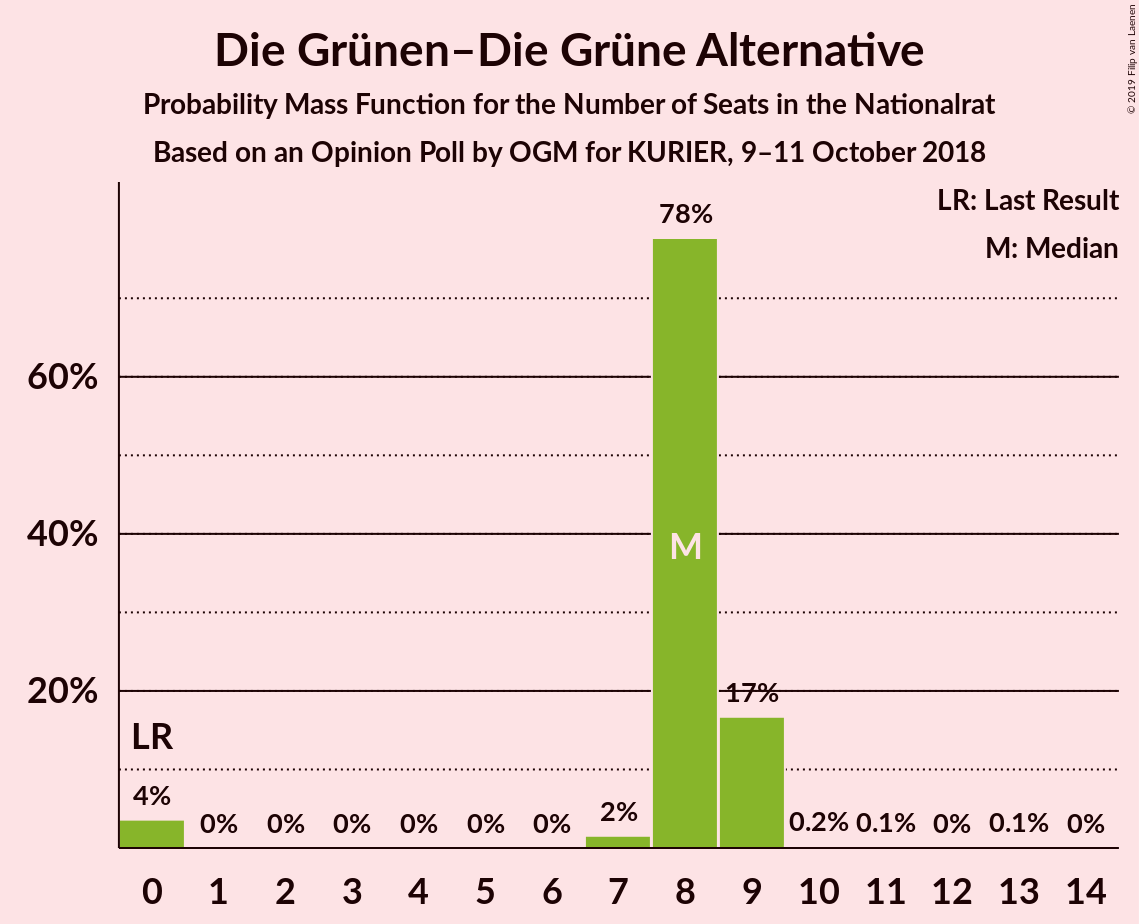 Die Grünen–Die Grüne Alternative
Probability Mass Function for the Number of Seats in the Nationalrat
Based on an Opinion Poll by OGM for KURIER, 9–11 October 2018
© 2019 Filip van Laenen
LR: Last Result
M: Median
78%
60%
40%
M
20%
17%
LR
4%
0%
0%
0%
0%
0%
0%
2%
0.2%
0.1%
0%
0.1%
0%
0 1 2 3 4 5 6 7 8 9 10 11 12 13 14